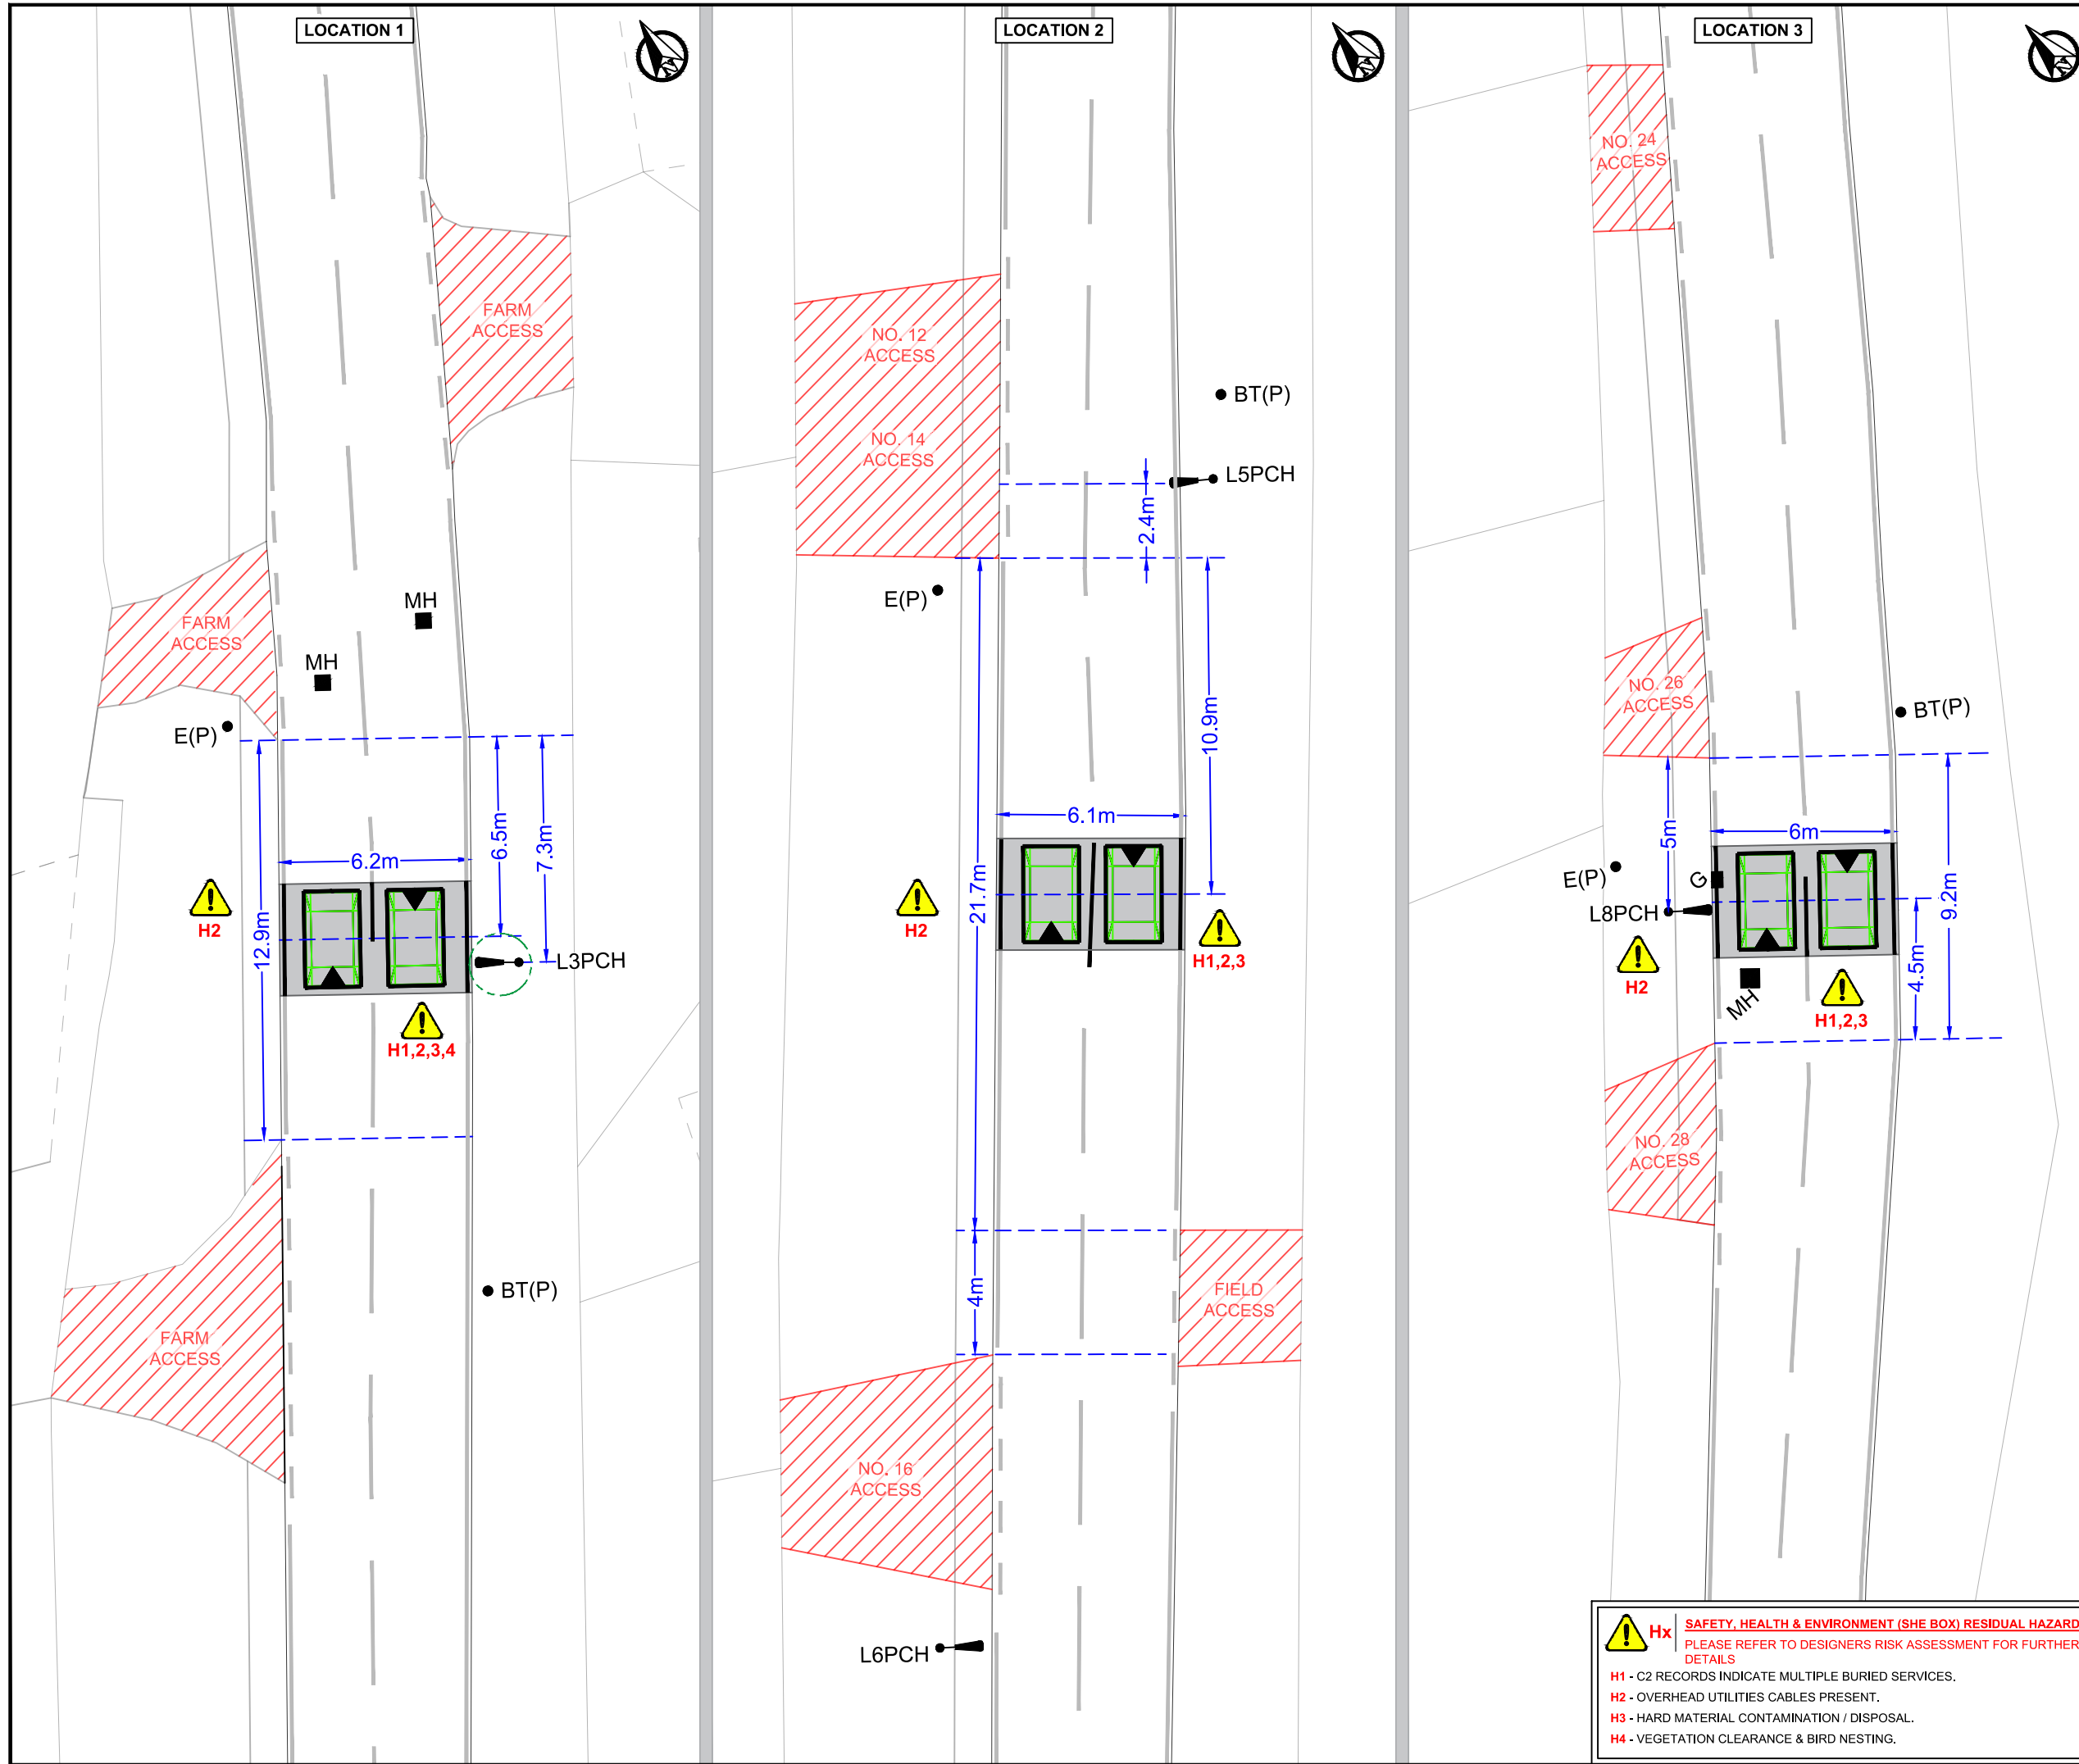 LOCATION 1
FARM
ACCESS
MH
FARM
ACCESS
MH
E(P)
6.5m
7.3m
6.2m
H2
12.9m
L3PCH
H1,2,3,4
BT(P)
FARM
ACCESS
LOCATION 2
NO. 12
ACCESS
BT(P)
NO. 14
ACCESS
L5PCH
2.4m
E(P)
10.9m
6.1m
21.7m
H2
H1,2,3
4m
FIELD
ACCESS
NO. 16
ACCESS
L6PCH
LOCATION 3
NO. 24
ACCESS
NO. 26
ACCESS
BT(P)
5m
6m
9.2m
E(P)
G
L8PCH
H2
4.5m
MH
H1,2,3
NO. 28
ACCESS
Hx
SAFETY, HEALTH & ENVIRONMENT (SHE BOX) RESIDUAL HAZARD
PLEASE REFER TO DESIGNERS RISK ASSESSMENT FOR FURTHER
DETAILS
H1 - C2 RECORDS INDICATE MULTIPLE BURIED SERVICES.
H2 - OVERHEAD UTILITIES CABLES PRESENT.
H3 - HARD MATERIAL CONTAMINATION / DISPOSAL.
H4 - VEGETATION CLEARANCE & BIRD NESTING.